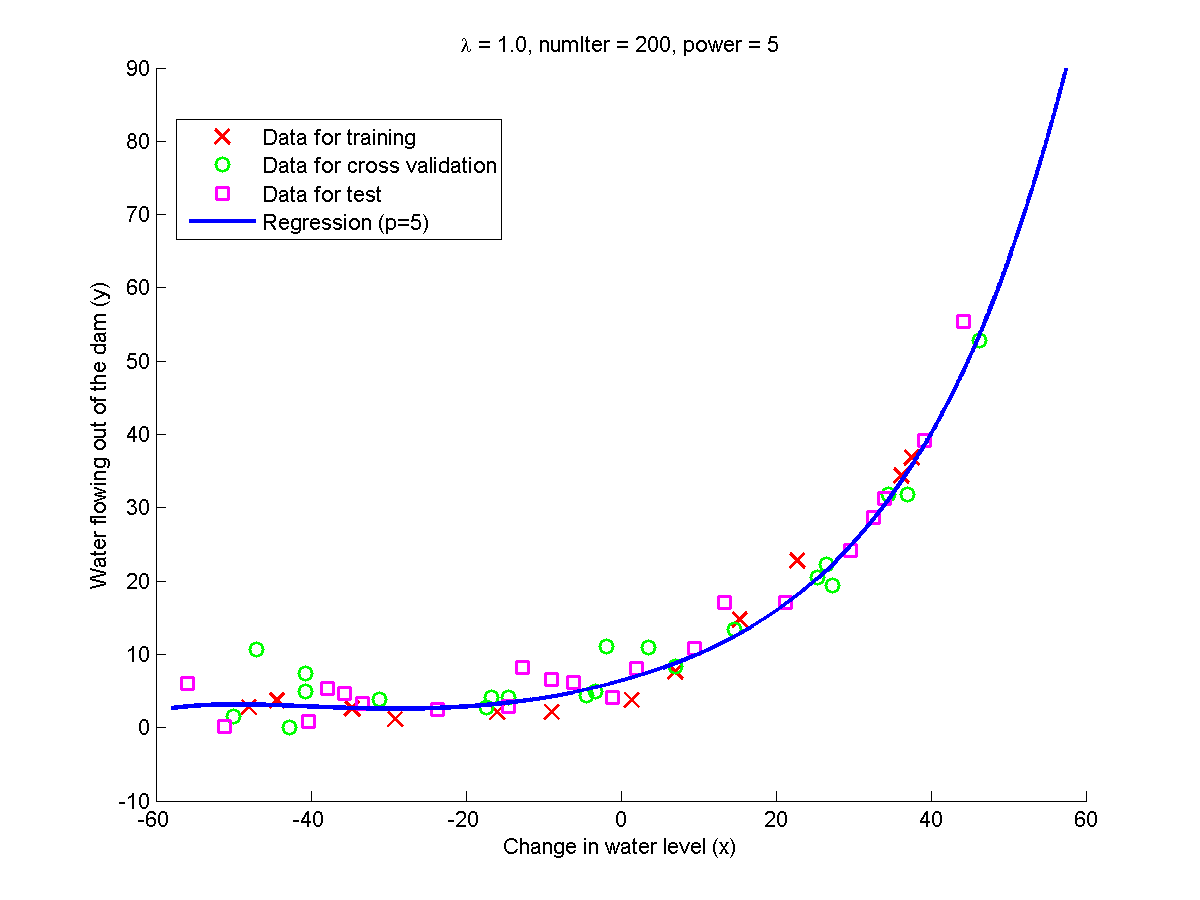 λ = 1.0, numIter = 200, power = 5
90
80
70
60
50
40
30
20
10
0
-10
Data for training
Data for cross validation
Data for test
Regression (p=5)
Water flowing out of the dam (y)
-60
-40
-20
0
20
40
60
Change in water level (x)